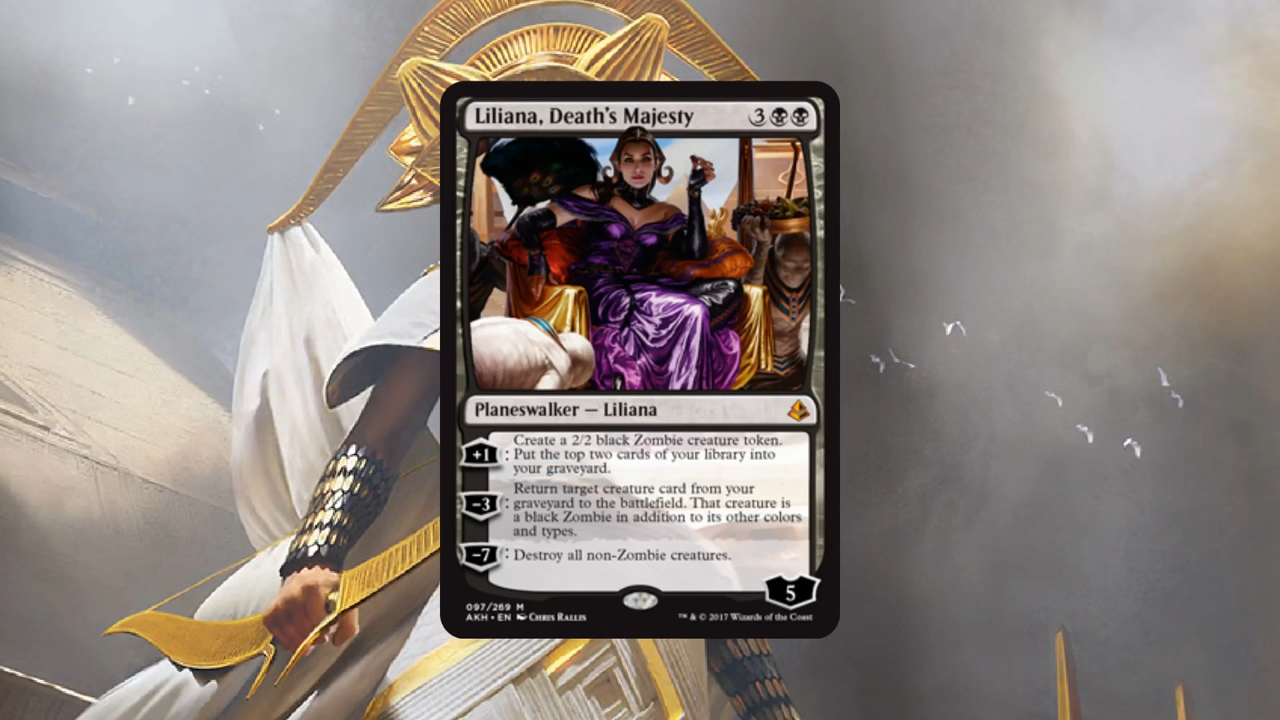 Liliana, Death's Majesty 3
Planeswalker — Liliana
Create a 2/2 black Zombie creature token.
+1 : Put the top two cards of your library into
your graveyard.
Return target creature card from your
−3 : graveyard to the battlefield. That creature is
a black Zombie in addition to its other colors
and types.
−7 : Destroy all non-Zombie creatures.
5
097/269 M
AKH • EN Chris Rallis ™ & © 2017 Wizards of the Coast